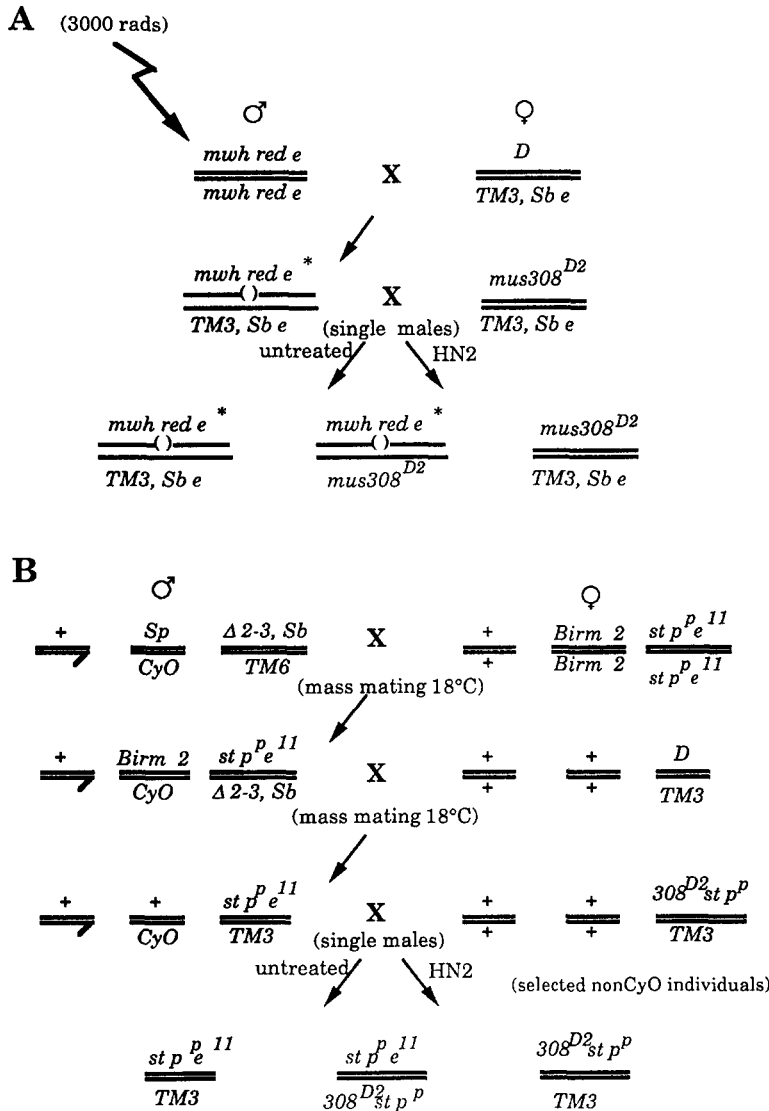 A (3000 rads)
♂ ♀
mwh red e D
X
mwh red e TM3, Sb e
mwh red e * mus308^D2
( ) X
TM3, Sb e (single males) TM3, Sb e
untreated HN2
mwh red e * mwh red e * mus308^D2
( ) ( )
TM3, Sb e mus308^D2 TM3, Sb e
B
♂ ♀
+ Sp Δ2-3, Sb X + Birm 2 st p^p e^11
CyO TM6 + Birm 2 st p^p e^11
(mass mating 18°C)
+ Birm 2 st p^p e^11 X + + D
CyO Δ2-3, Sb + + TM3
(mass mating 18°C)
+ + st p^p e^11 X + + 308^D2 st p^p
CyO TM3 + + TM3
(single males)
untreated HN2
(selected nonCyO individuals)
st p^p e^11 st p^p e^11 308^D2 st p^p
TM3 308^D2 st p^p TM3